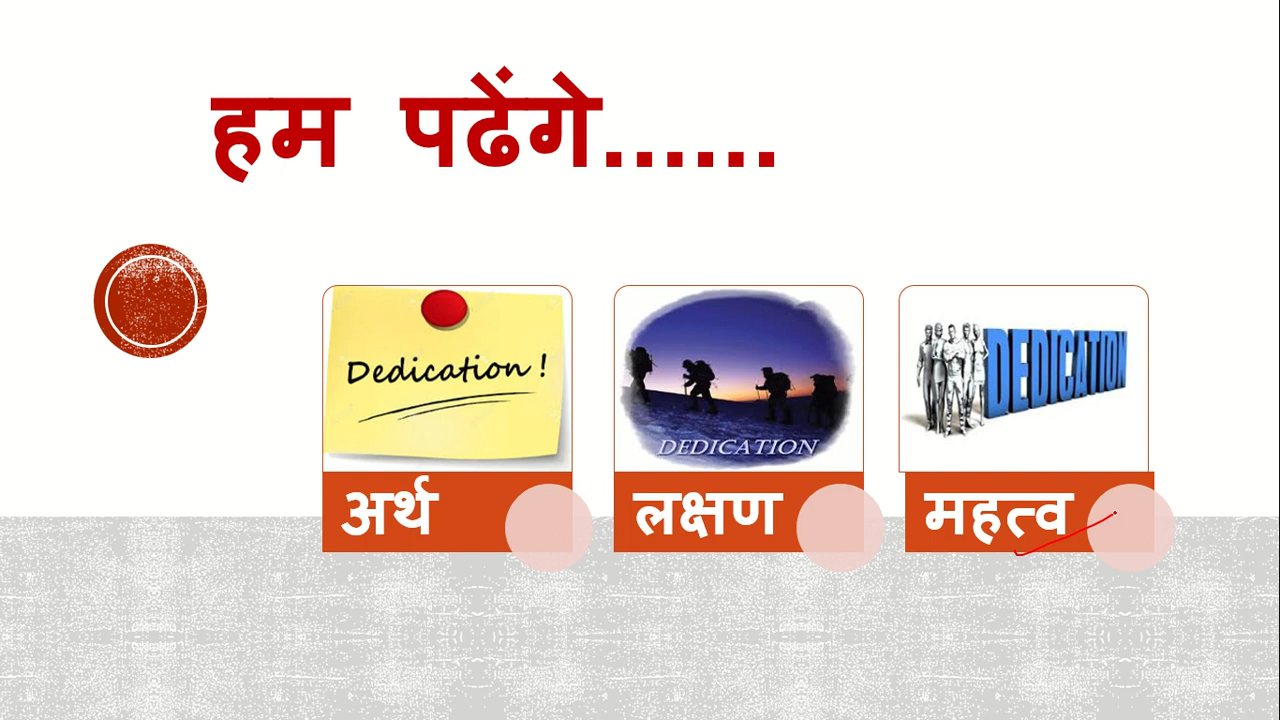 हम पढेंगे......
Dedication !
DEDICATION
DEDICATION
अर्थ
लक्षण
महत्व